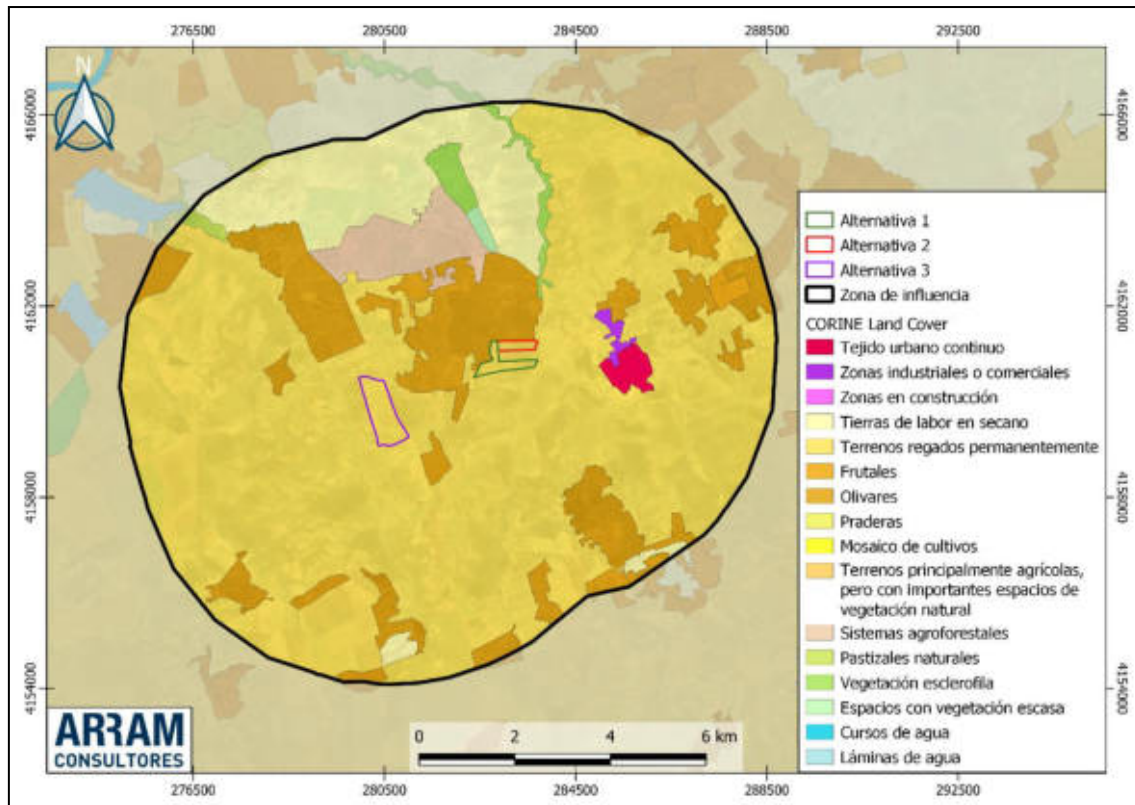 276500 280500 284500 288500 292500
N
4166000 4166000
4162000 4162000
4158000 4158000
4154000 4154000
Alternativa 1
Alternativa 2
Alternativa 3
Zona de influencia
CORINE Land Cover
Tejido urbano continuo
Zonas industriales o comerciales
Zonas en construcción
Tierras de labor en secano
Terrenos regados permanentemente
Frutales
Olivares
Praderas
Mosaico de cultivos
Terrenos principalmente agrícolas,
pero con importantes espacios de
vegetación natural
Sistemas agroforestales
Pastizales naturales
Vegetación esclerofila
Espacios con vegetación escasa
Cursos de agua
Láminas de agua
ARRAM
CONSULTORES
0 2 4 6 km
276500 280500 284500 288500 292500